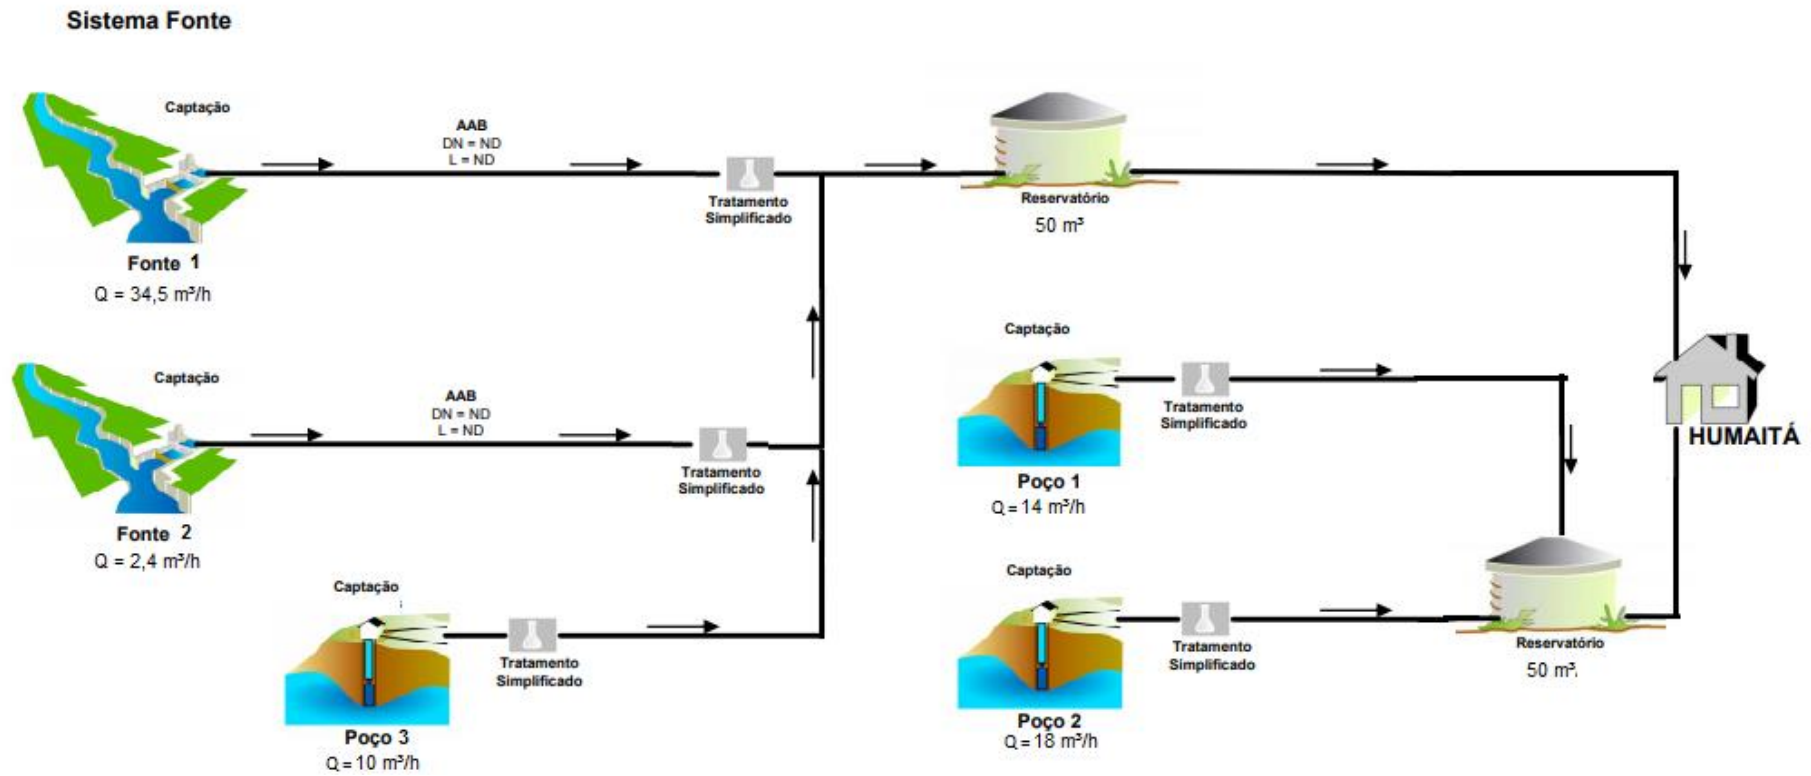 Sistema Fonte
Captação
AAB
DN = ND
L = ND
Tratamento
Simplificado
Fonte 1
Q = 34,5 m³/h
Reservatório
50 m³
Captação
AAB
DN = ND
L = ND
Tratamento
Simplificado
Fonte 2
Q = 2,4 m³/h
Captação
Tratamento
Simplificado
Poço 3
Q = 10 m³/h
Captação
Tratamento
Simplificado
Poço 1
Q = 14 m³/h
HUMAITÁ
Captação
Tratamento
Simplificado
Poço 2
Q = 18 m³/h
Reservatório
50 m³.